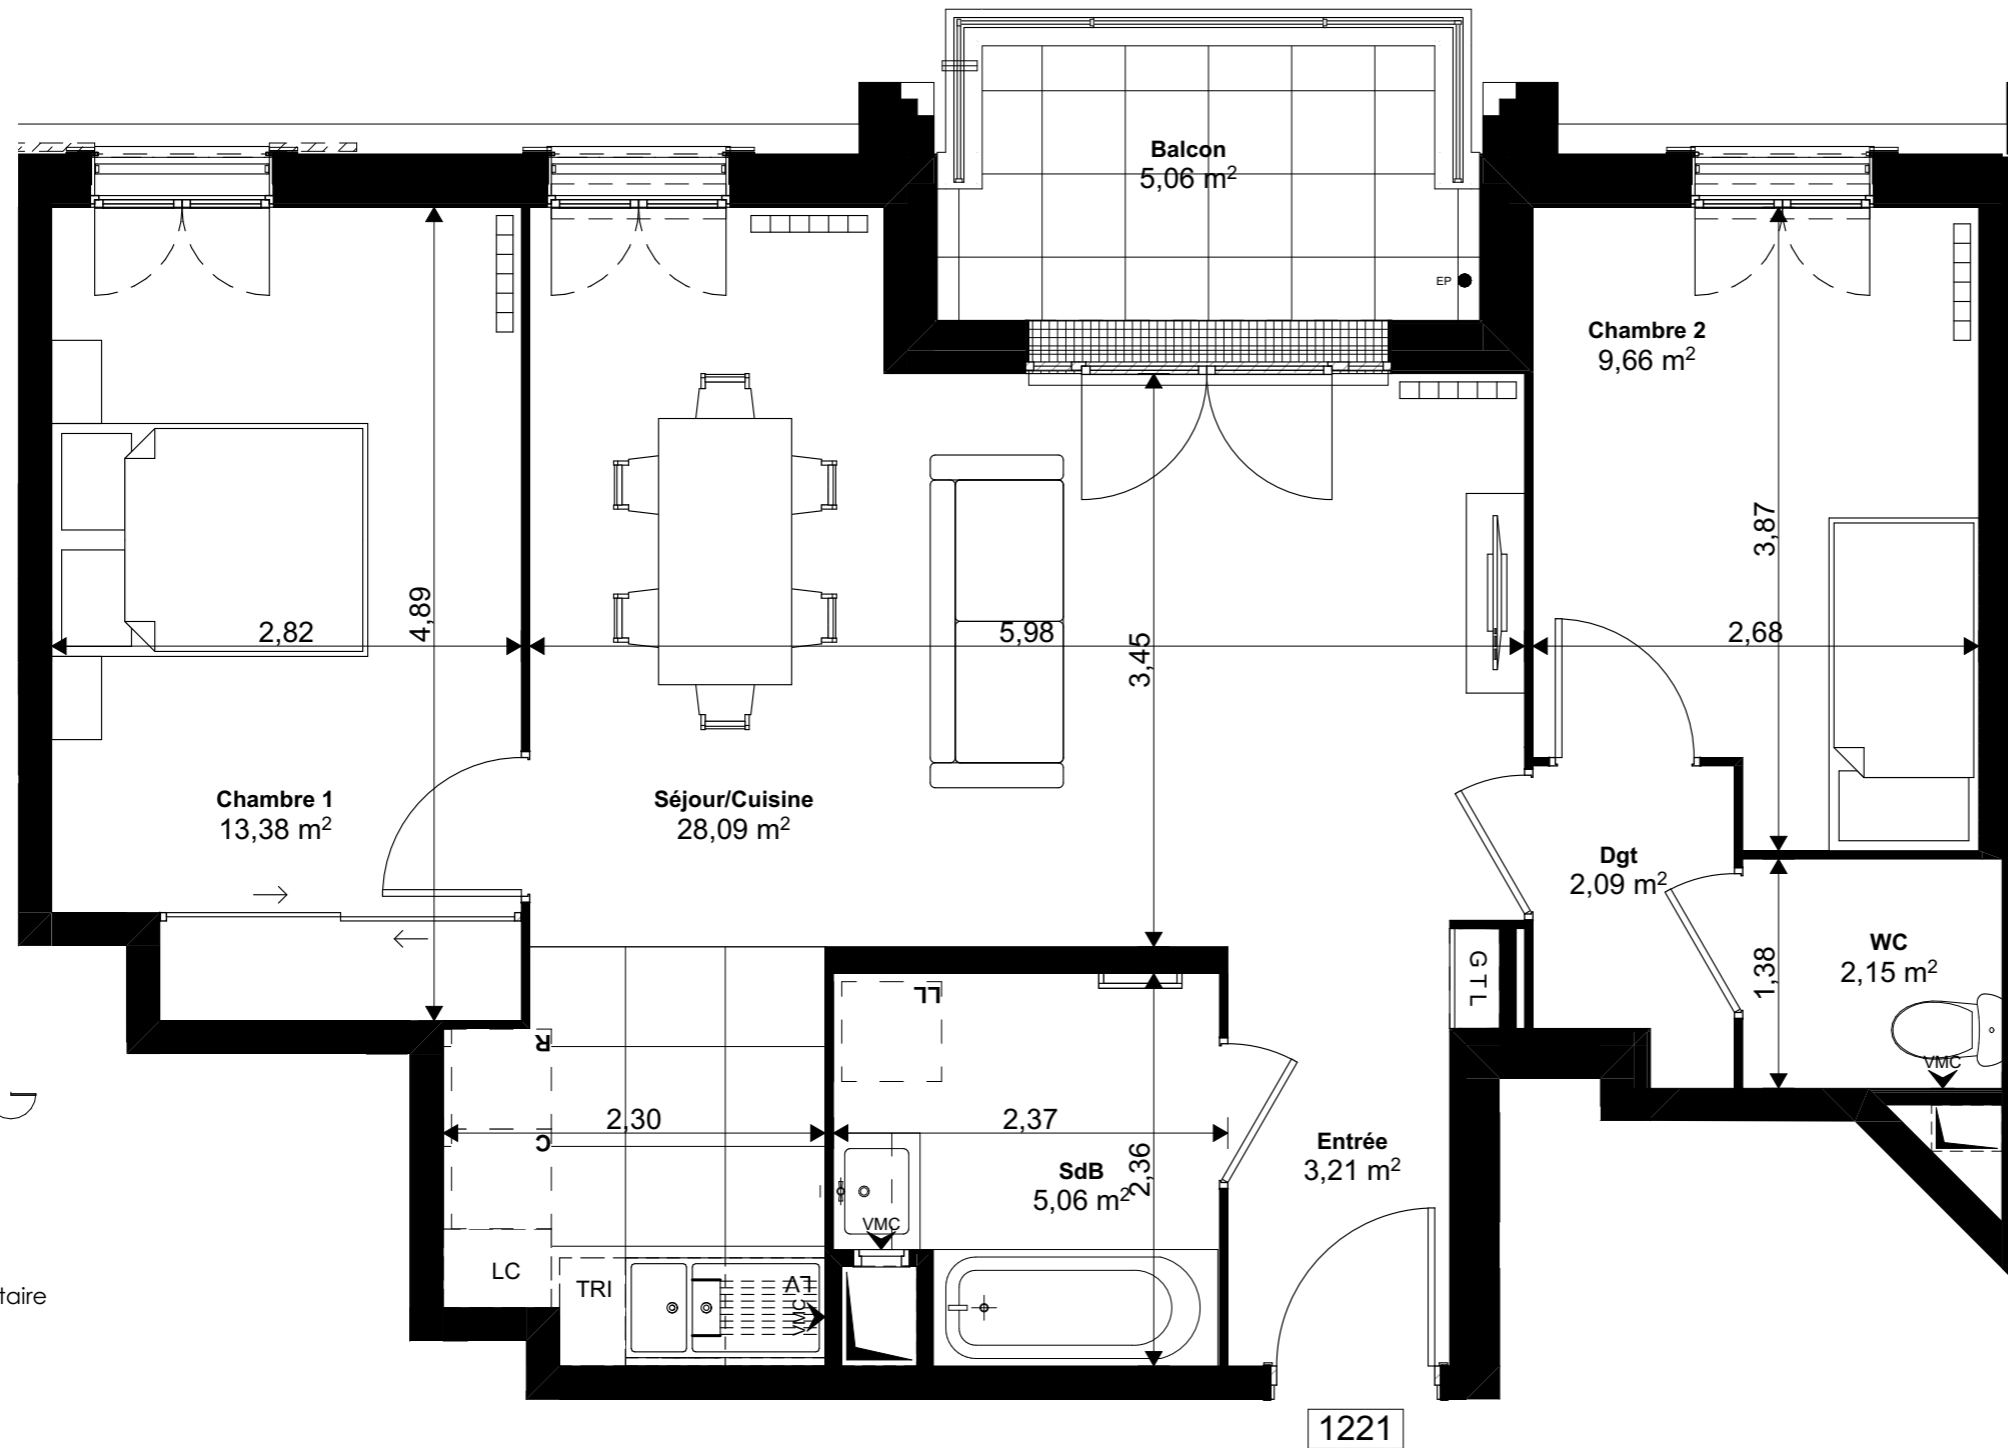 Balcon
5,06 m²
EP
Chambre 2
9,66 m²
3,87
4,89
2,82
5,98
3,45
2,68
Chambre 1
13,38 m²
Séjour/Cuisine
28,09 m²
Dgt
2,09 m²
WC
2,15 m²
1,38
GTL
LL
R
VMC
2,30
C
2,37
2,36
Entrée
3,21 m²
SdB
5,06 m²
VMC
LC
TRI
LV
VMC
taire
1221